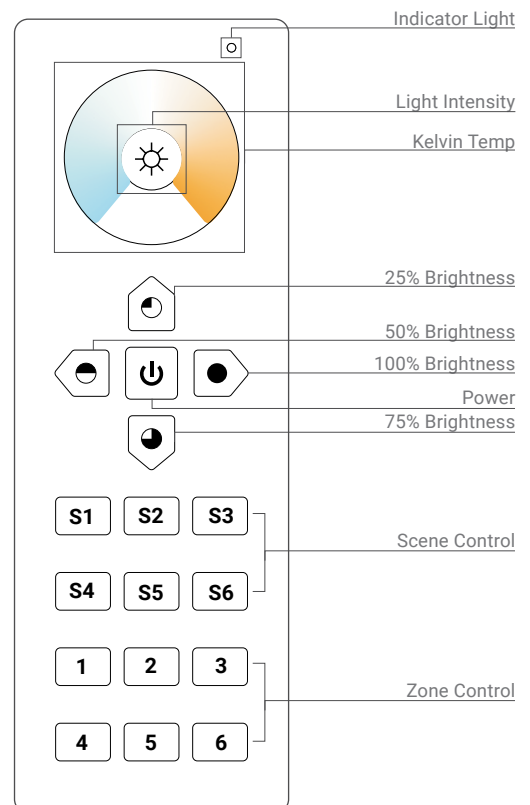 Indicator Light
Light Intensity
Kelvin Temp
25% Brightness
50% Brightness
100% Brightness
Power
75% Brightness
S1 S2 S3
Scene Control
S4 S5 S6
1 2 3
Zone Control
4 5 6